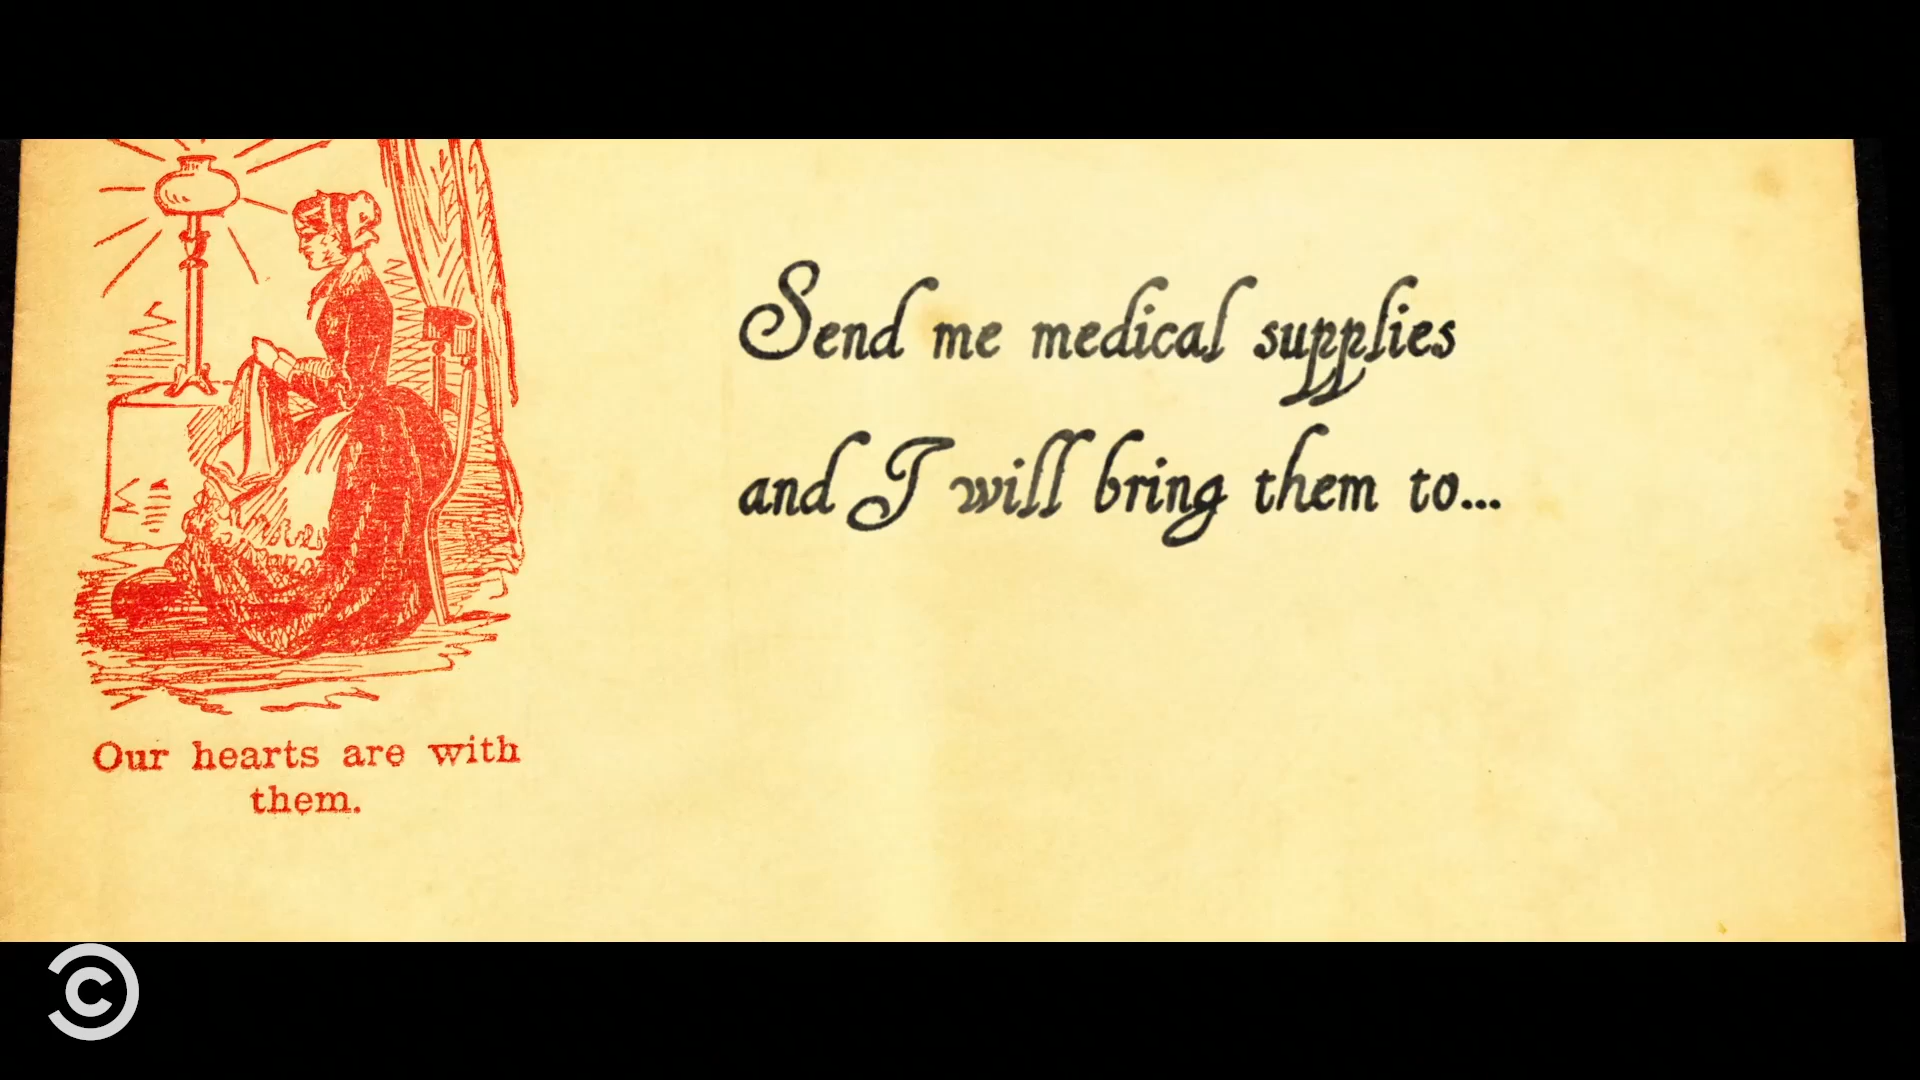 Send me medical supplies
and I will bring them to...
Our hearts are with
them.